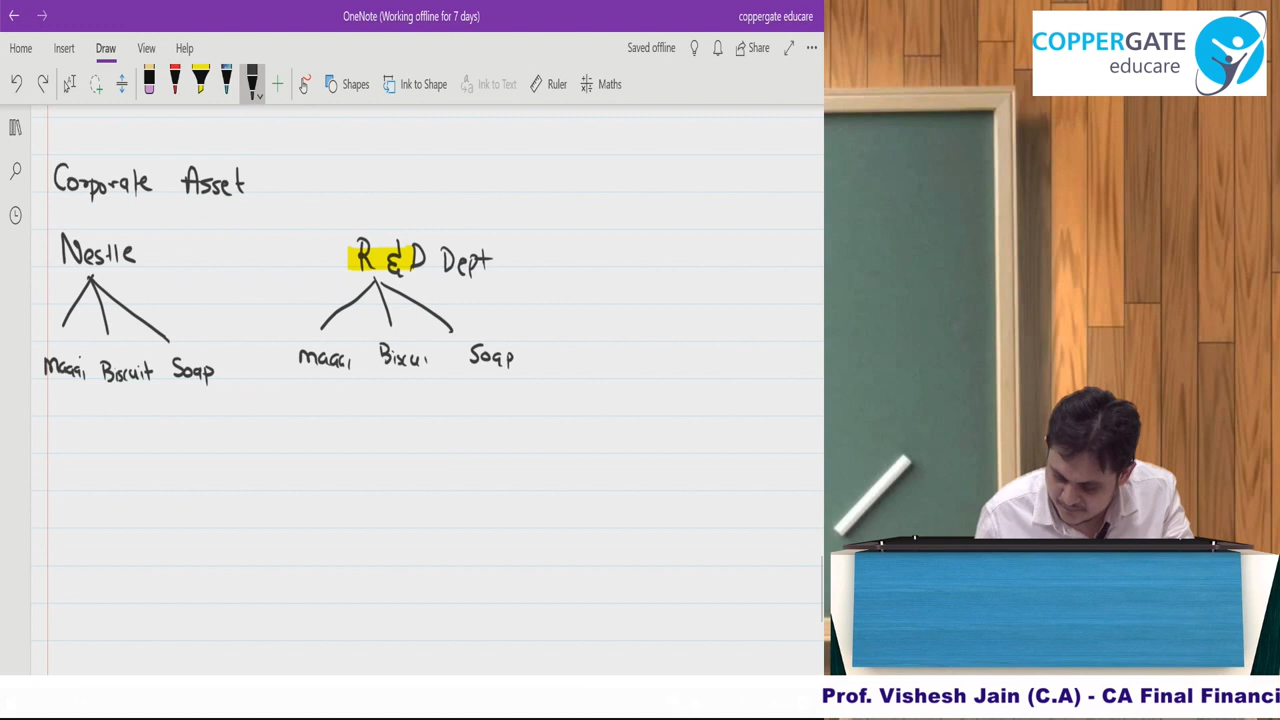 OneNote (Working offline for 7 days)
coppergate educare
Home Insert Draw View Help
Saved offline
Share
Shapes Ink to Shape Ink to Text Ruler Maths
COPPERGATE
educare
Corporate Asset
Nestle
R & D Dept
Maggi Biscuit Soap
Maggi Biscui Soap
Prof. Vishesh Jain (C.A) - CA Final Financi